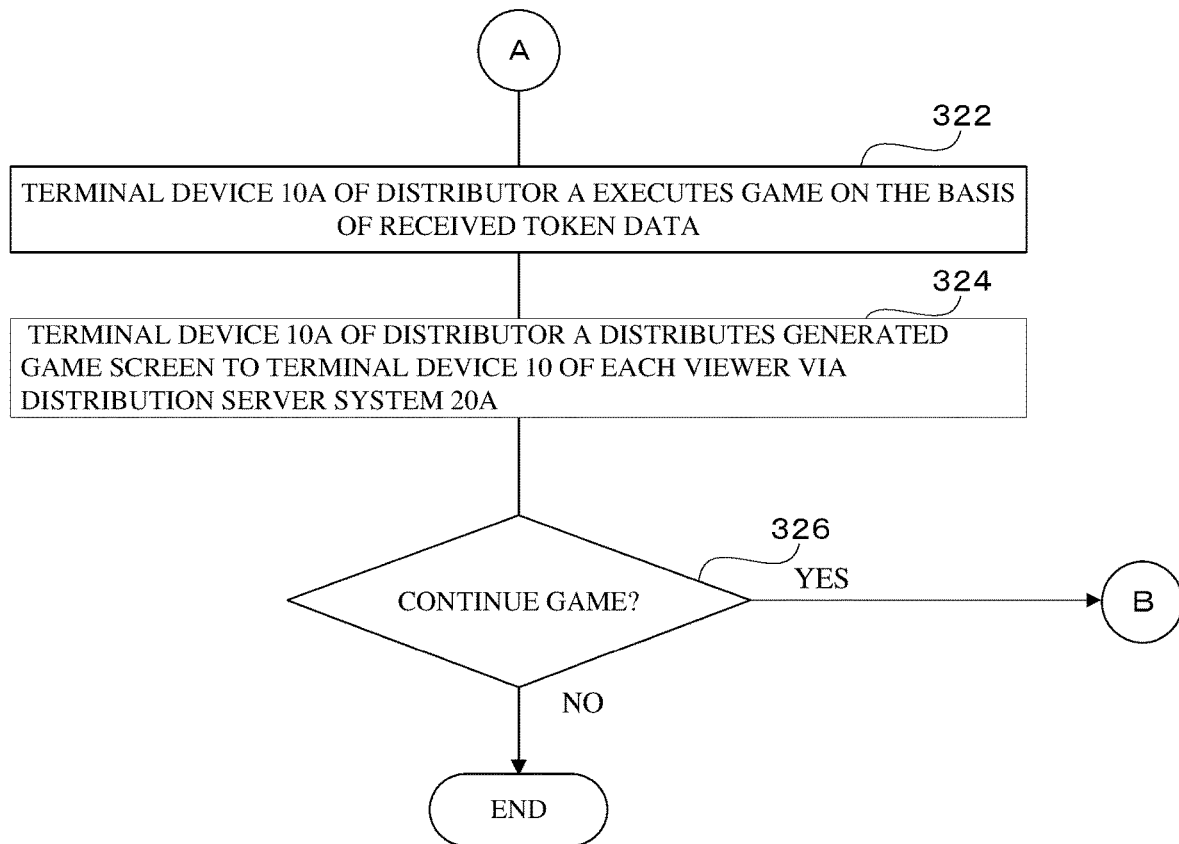 A
322
TERMINAL DEVICE 10A OF DISTRIBUTOR A EXECUTES GAME ON THE BASIS
OF RECEIVED TOKEN DATA
324
TERMINAL DEVICE 10A OF DISTRIBUTOR A DISTRIBUTES GENERATED
GAME SCREEN TO TERMINAL DEVICE 10 OF EACH VIEWER VIA
DISTRIBUTION SERVER SYSTEM 20A
326
CONTINUE GAME?
YES
B
NO
END